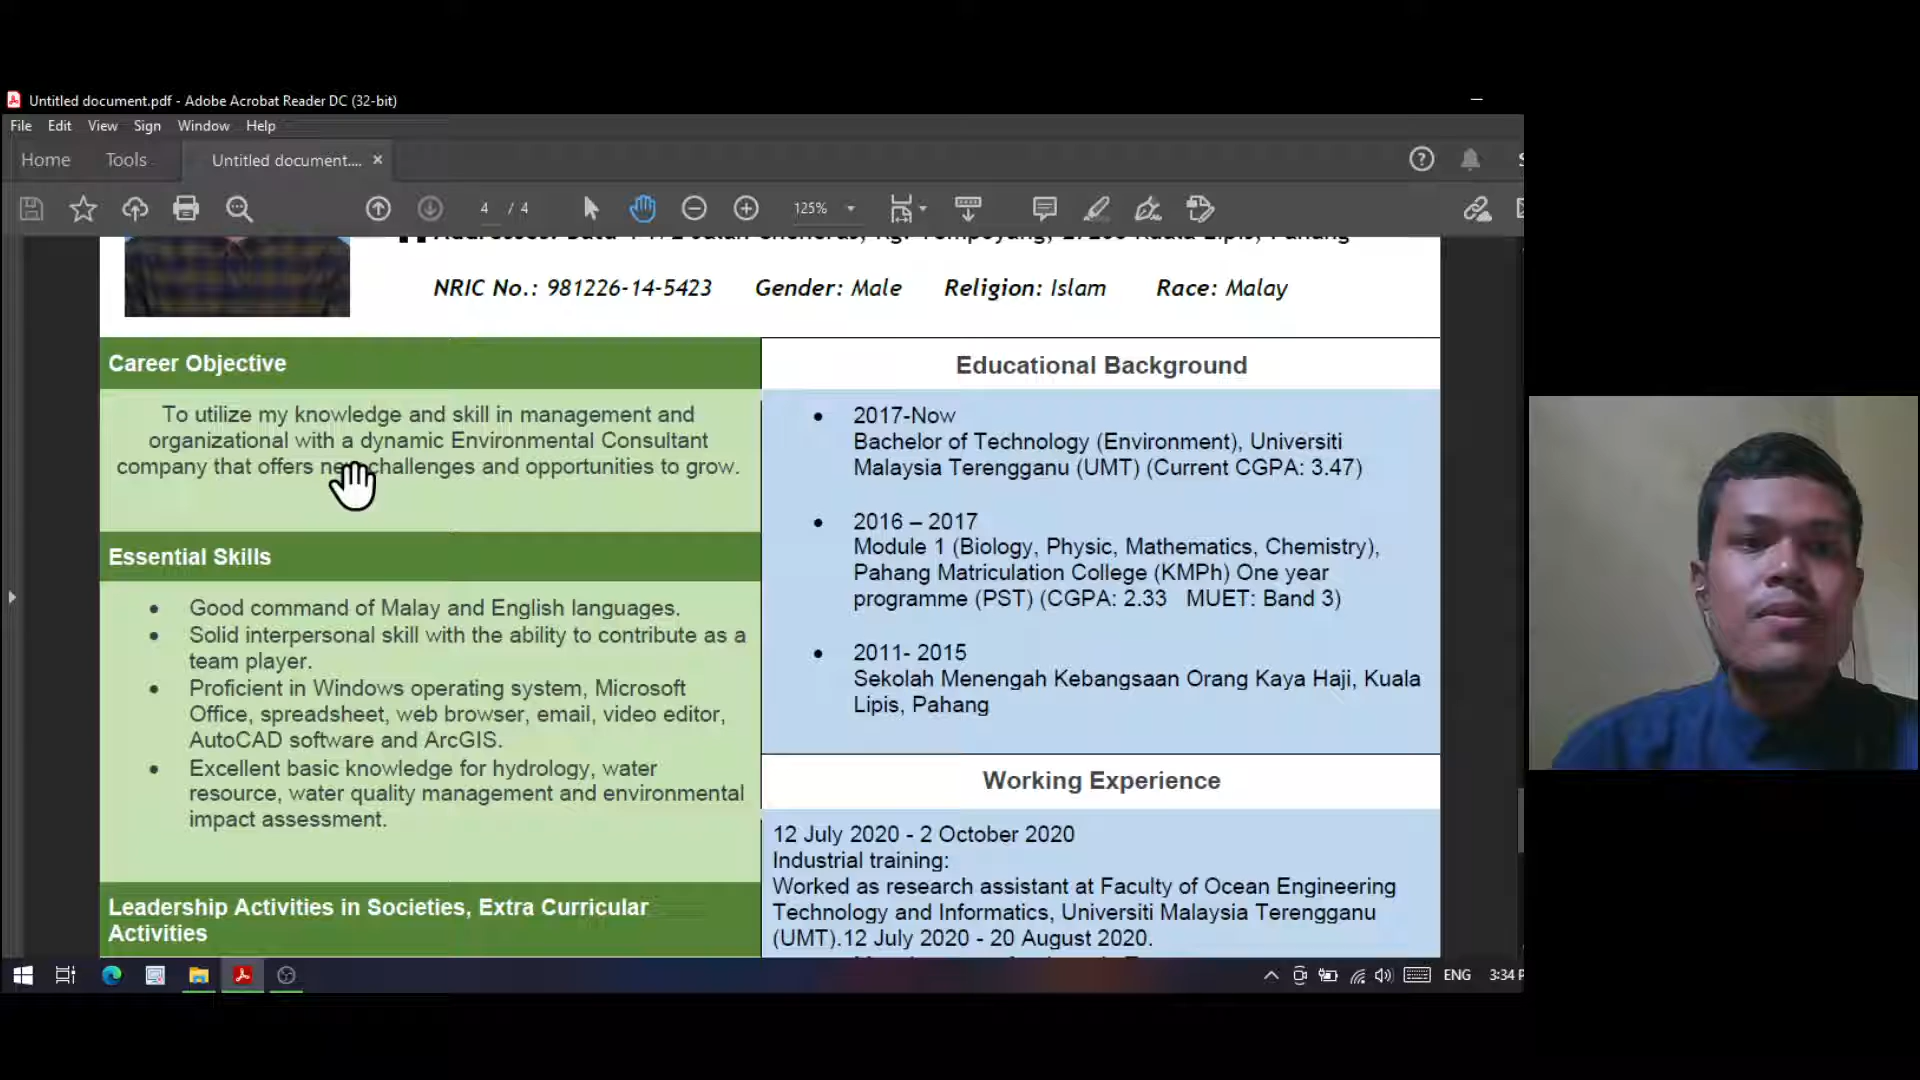 Untitled document.pdf - Adobe Acrobat Reader DC (32-bit)
File Edit View Sign Window Help
Home Tools Untitled document....
4 / 4 125%
NRIC No.: 981226-14-5423 Gender: Male Religion: Islam Race: Malay
Career Objective
To utilize my knowledge and skill in management and
organizational with a dynamic Environmental Consultant
company that offers challenges and opportunities to grow.
Essential Skills
Good command of Malay and English languages.
Solid interpersonal skill with the ability to contribute as a
team player.
Proficient in Windows operating system, Microsoft
Office, spreadsheet, web browser, email, video editor,
AutoCAD software and ArcGIS.
Excellent basic knowledge for hydrology, water
resource, water quality management and environmental
impact assessment.
Leadership Activities in Societies, Extra Curricular
Activities
Educational Background
2017-Now
Bachelor of Technology (Environment), Universiti
Malaysia Terengganu (UMT) (Current CGPA: 3.47)
2016 – 2017
Module 1 (Biology, Physic, Mathematics, Chemistry),
Pahang Matriculation College (KMPh) One year
programme (PST) (CGPA: 2.33 MUET: Band 3)
2011- 2015
Sekolah Menengah Kebangsaan Orang Kaya Haji, Kuala
Lipis, Pahang
Working Experience
12 July 2020 - 2 October 2020
Industrial training:
Worked as research assistant at Faculty of Ocean Engineering
Technology and Informatics, Universiti Malaysia Terengganu
(UMT).12 July 2020 - 20 August 2020.
ENG 3:34